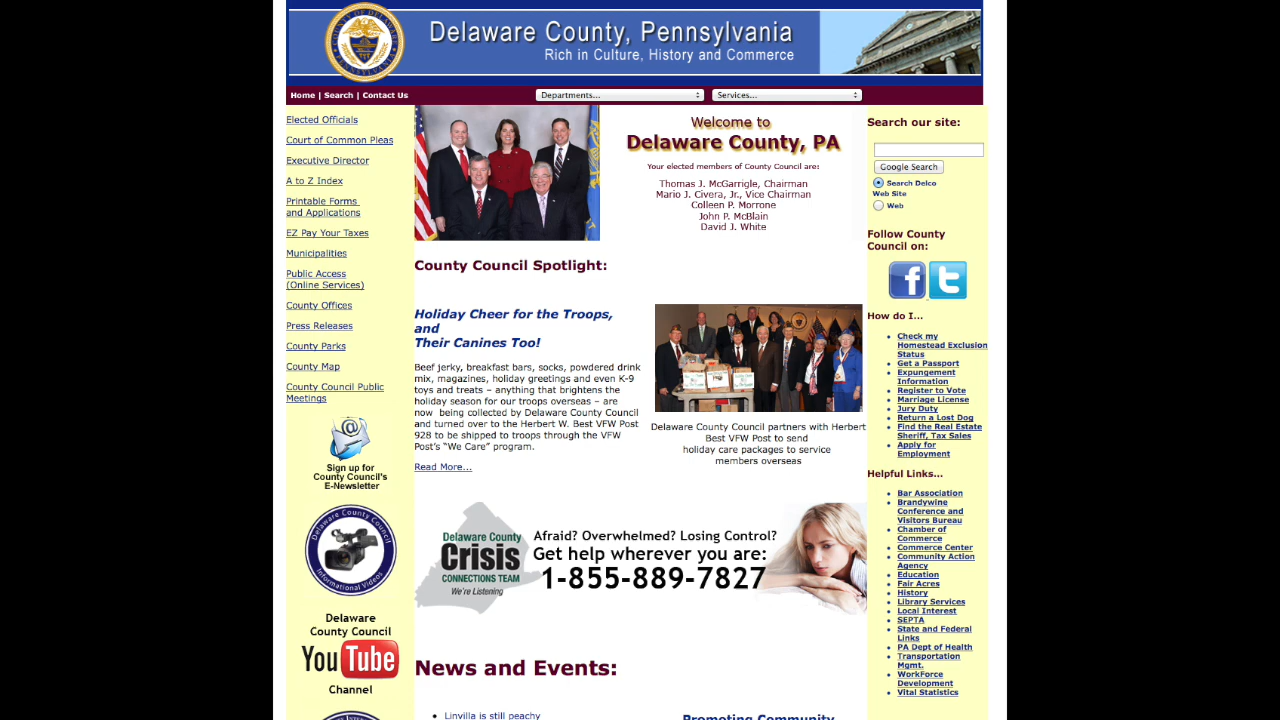 Delaware County, Pennsylvania
Rich in Culture, History and Commerce
Home | Search | Contact Us
Departments...
Services...
Elected Officials
Court of Common Pleas
Executive Director
A to Z Index
Printable Forms
and Applications
EZ Pay Your Taxes
Municipalities
Public Access
(Online Services)
County Offices
Press Releases
County Parks
County Map
County Council Public
Meetings
Sign up for
County Council's
E-Newsletter
Delaware County Council
Informational Videos
Delaware
County Council
YouTube
Channel
Welcome to
Delaware County, PA
Your elected members of County Council are:
Thomas J. McGarrigle, Chairman
Mario J. Civera, Jr., Vice Chairman
Colleen P. Morrone
John P. McBlain
David J. White
County Council Spotlight:
Holiday Cheer for the Troops,
and
Their Canines Too!
Beef jerky, breakfast bars, socks, powdered drink
mix, magazines, holiday greetings and even K-9
toys and treats – anything that brightens the
holiday season for our troops overseas – are
now being collected by Delaware County Council
and turned over to the Herbert W. Best VFW Post
928 to be shipped to troops through the VFW
Post's "We Care" program.
Read More...
Delaware County Council partners with Herbert
Best VFW Post to send
holiday care packages to service
members overseas
Delaware County
Crisis
CONNECTIONS TEAM
We're Listening
Afraid? Overwhelmed? Losing Control?
Get help wherever you are:
1-855-889-7827
News and Events:
Linvilla is still peachy
Promoting Community
Search our site:
Google Search
Search Delco
Web Site
Web
Follow County
Council on:
How do I...
Check my
Homestead Exclusion
Status
Get a Passport
Expungement
Information
Register to Vote
Marriage License
Jury Duty
Return a Lost Dog
Find the Real Estate
Sheriff, Tax Sales
Apply for
Employment
Helpful Links...
Bar Association
Brandywine
Conference and
Visitors Bureau
Chamber of
Commerce
Commerce Center
Community Action
Agency
Education
Fair Acres
History
Library Services
Local Interest
SEPTA
State and Federal
Links
PA Dept of Health
Transportation
Mgmt.
WorkForce
Development
Vital Statistics